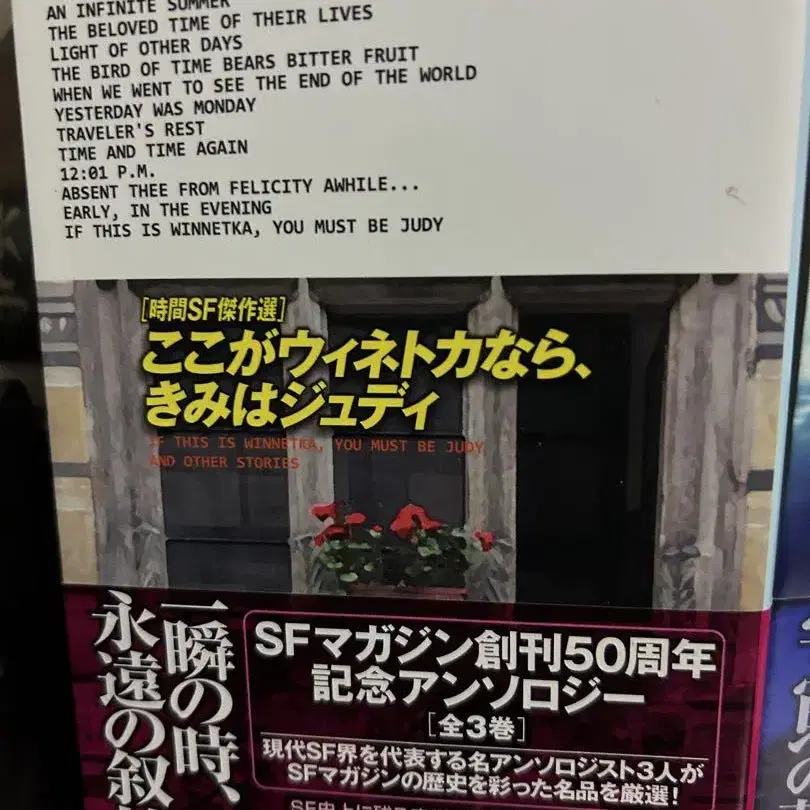 AN INFINITE SUMMER
THE BELOVED TIME OF THEIR LIVES
LIGHT OF OTHER DAYS
THE BIRD OF TIME BEARS BITTER FRUIT
WHEN WE WENT TO SEE THE END OF THE WORLD
YESTERDAY WAS MONDAY
TRAVELER'S REST
TIME AND TIME AGAIN
12:01 P.M.
ABSENT THEE FROM FELICITY AWHILE...
EARLY, IN THE EVENING
IF THIS IS WINNETKA, YOU MUST BE JUDY
[時間SF傑作選]
ここがウィネトカなら、
きみはジュディ
IF THIS IS WINNETKA, YOU MUST BE JUDY
AND OTHER STORIES
一瞬の時、
永遠の叙
SFマガジン創刊50周年
記念アンソロジー
[全3巻]
現代SF界を代表する名アンソロジスト3人が
SFマガジンの歴史を彩った名品を厳選!